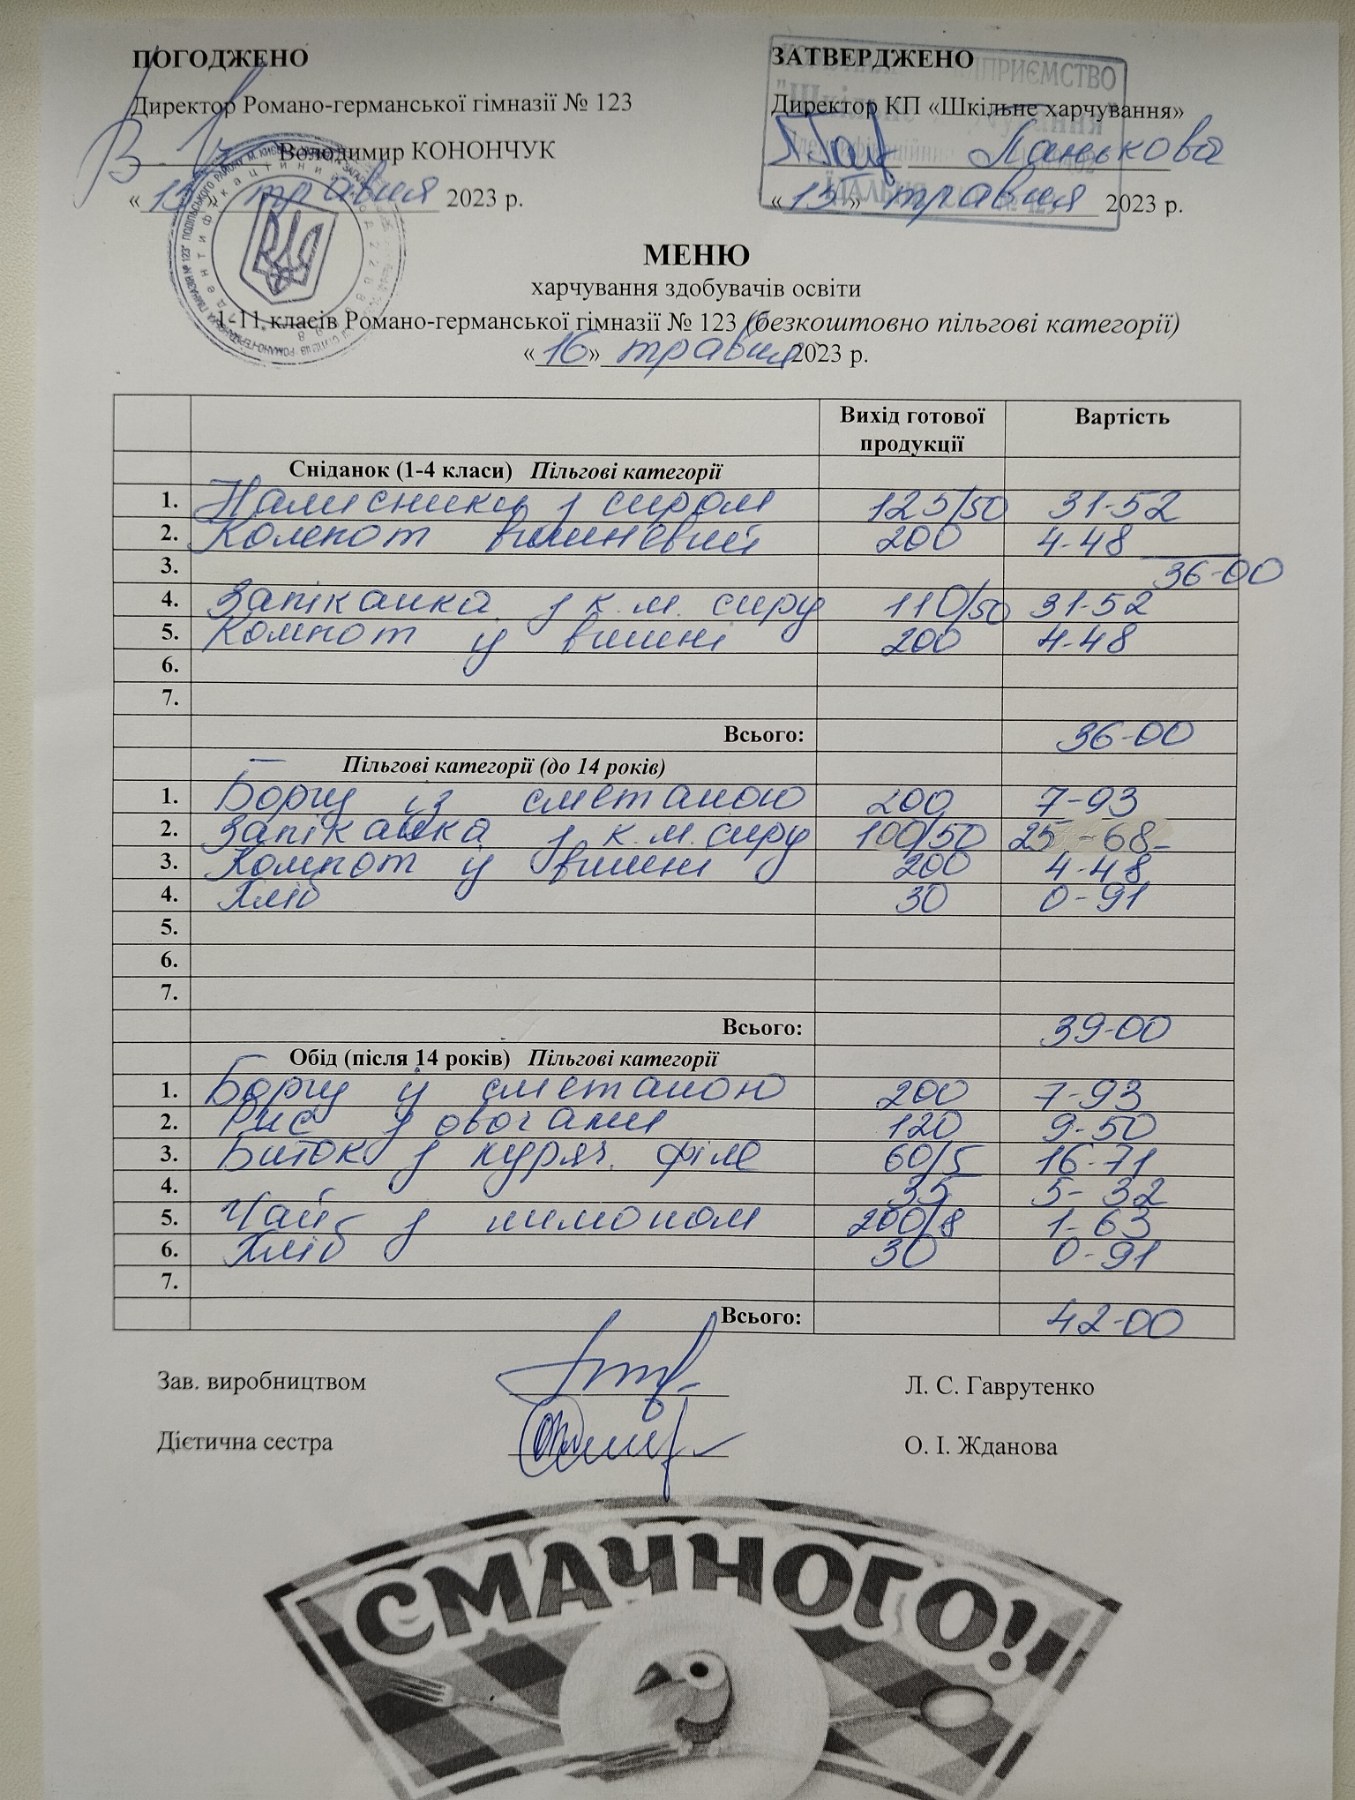 ПОГОДЖЕНО
Директор Романо-германської гімназії № 123
Володимир КОНОНЧУК
« 15 » травня 2023 р.
ЗАТВЕРДЖЕНО
Директор КП «Шкільне харчування»
Панькова
« 15 » травня 2023 р.
МЕНЮ
харчування здобувачів освіти
1-11 класів Романо-германської гімназії № 123 (безкоштовно пільгові категорії)
« 16 » травня 2023 р.
Вихід готової продукції Вартість
Сніданок (1-4 класи) Пільгові категорії
1. Налисники з сиром 125/50 31-52
2. Компот вишневий 200 4-48
3. 36-00
4. Запіканка з к.м. сиру 110/50 31-52
5. Компот із вишні 200 4-48
6.
7.
Всього: 36-00
Пільгові категорії (до 14 років)
1. Борщ із сметаною 200 7-93
2. Запіканка з к.м. сиру 100/50 25-68
3. Компот із вишні 200 4-48
4. Хліб 30 0-91
5.
6.
7.
Всього: 39-00
Обід (після 14 років) Пільгові категорії
1. Борщ із сметаною 200 7-93
2. Рис з овочами 120 9-50
3. Биток з куряч. філе 60/5 16-71
4. 35 5-32
5. Чай з лимоном 200/8 1-63
6. Хліб 30 0-91
7.
Всього: 42-00
Зав. виробництвом Л. С. Гаврутенко
Дієтична сестра О. І. Жданова
СМАЧНОГО!